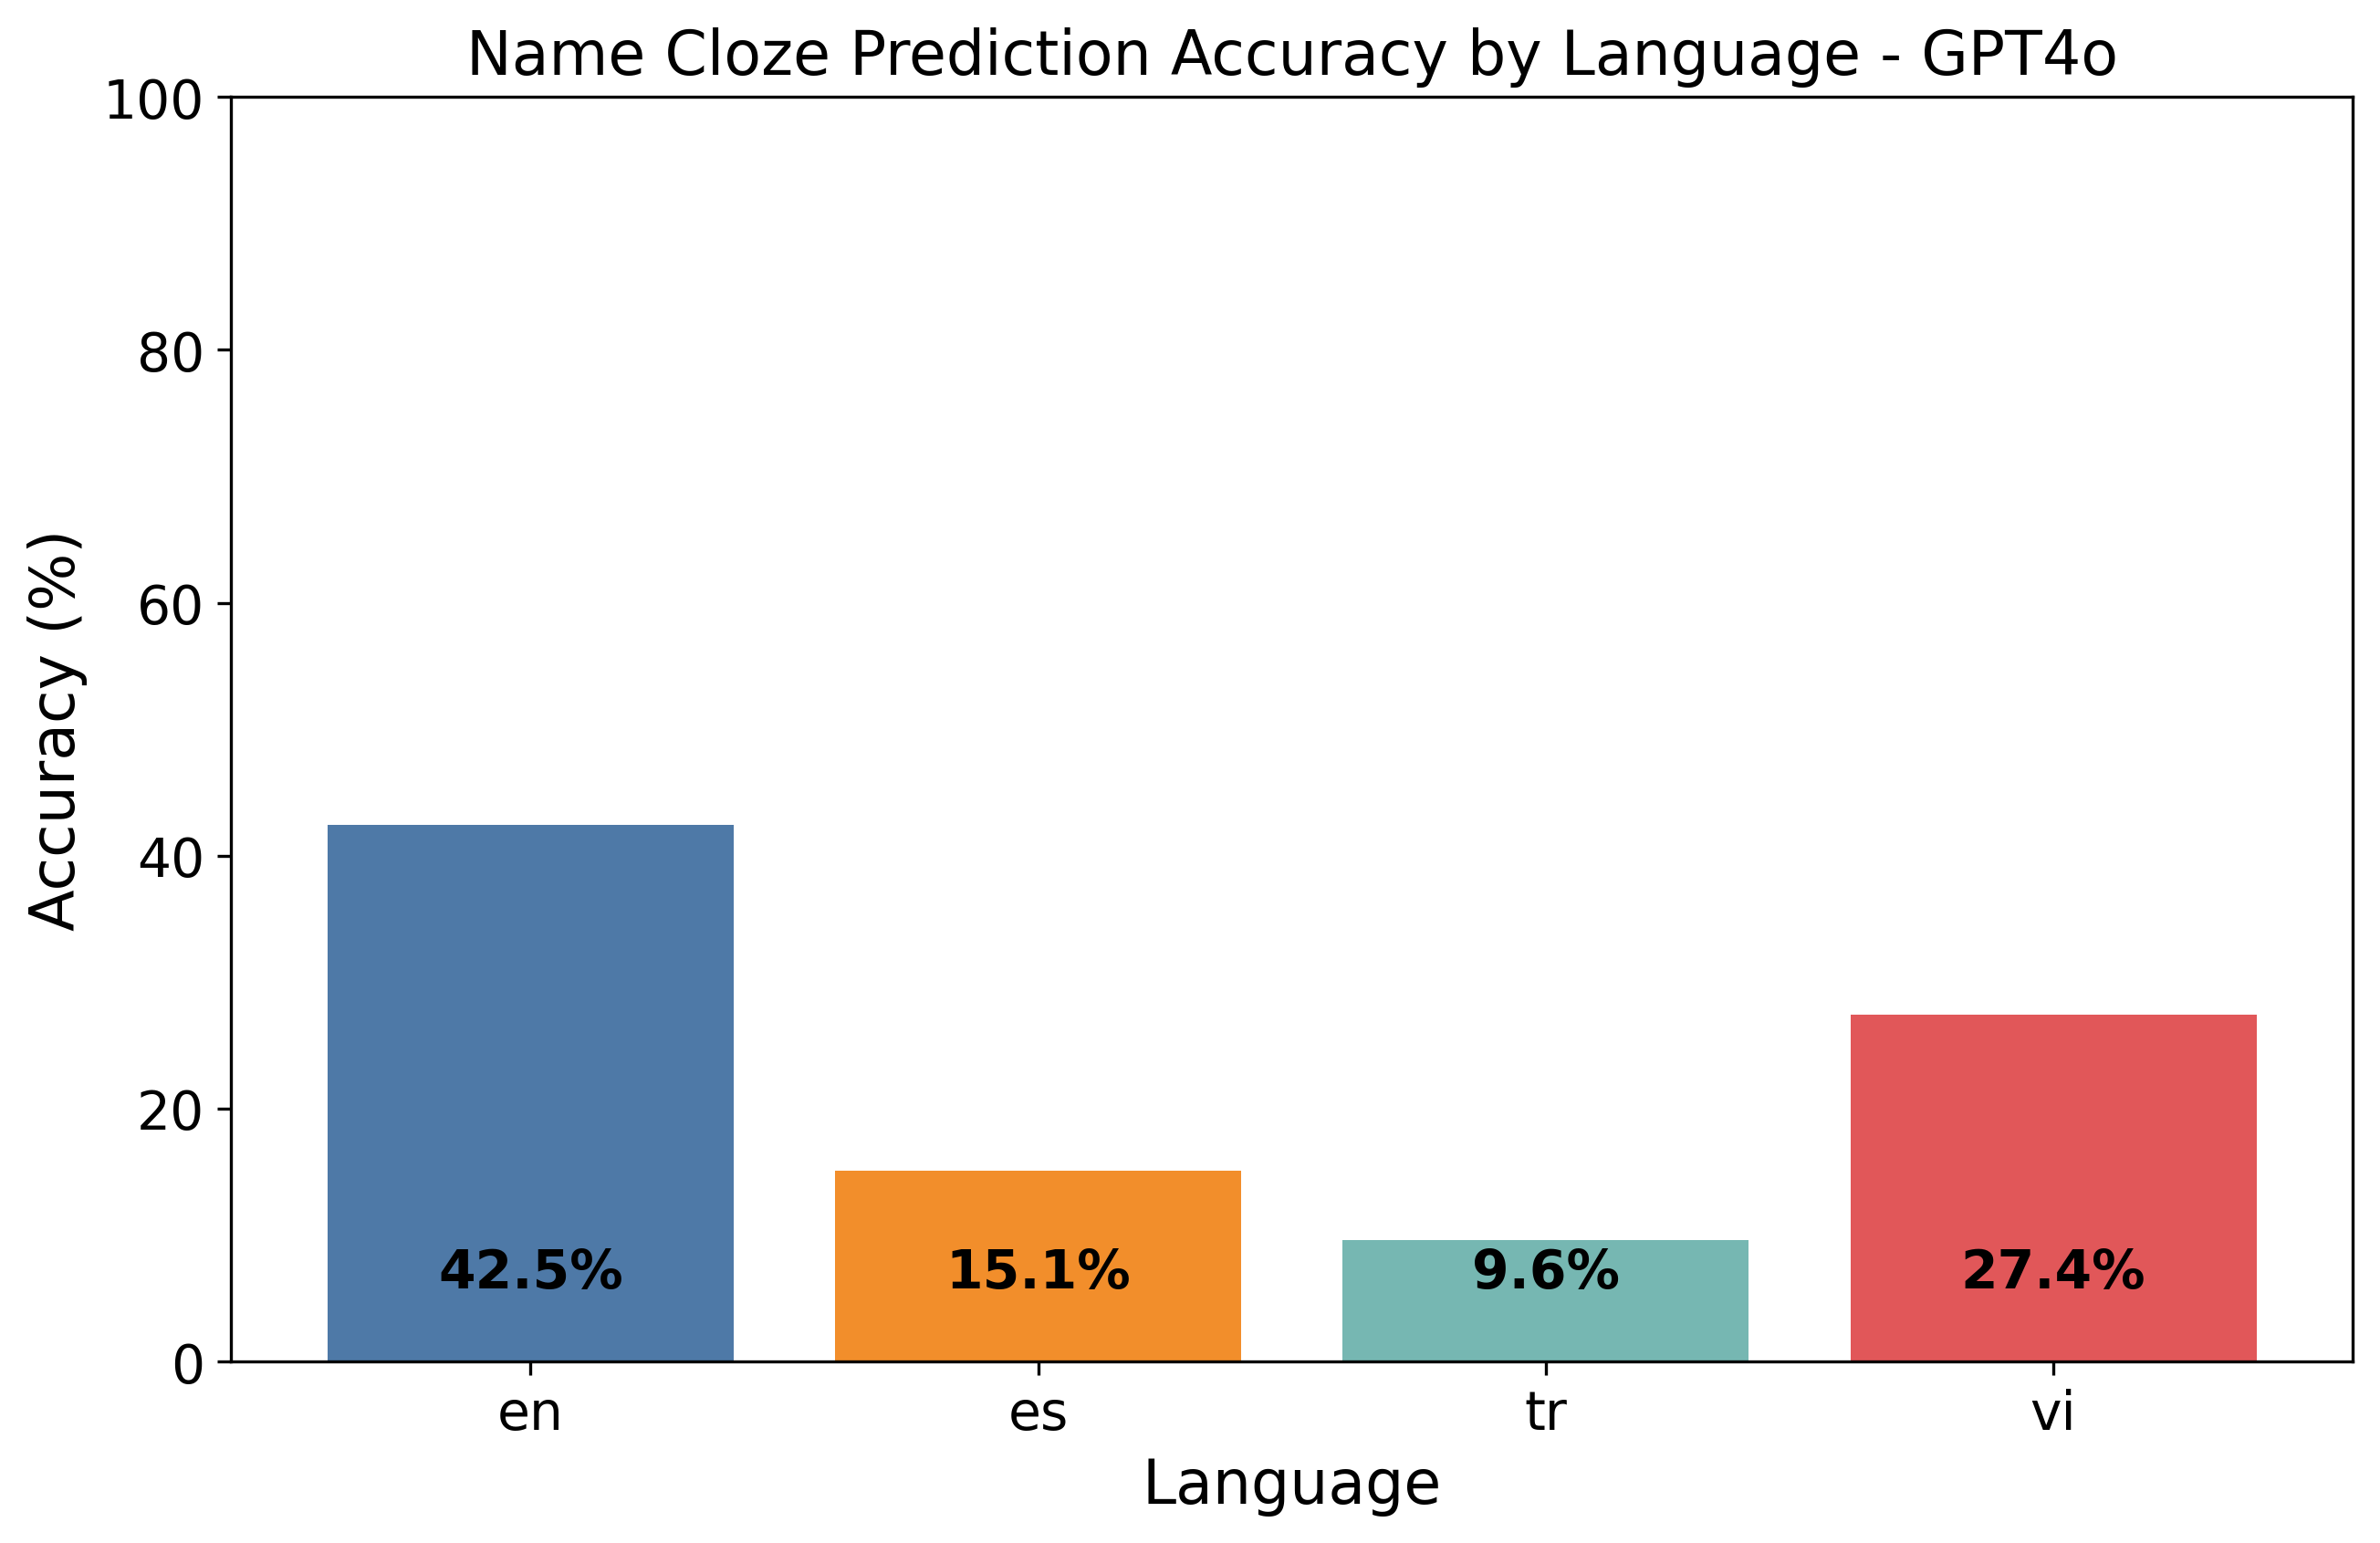 Name Cloze Prediction Accuracy by Language - GPT4o
Accuracy (%)
100
80
60
40
20
0
42.5%
15.1%
9.6%
27.4%
en
es
tr
vi
Language